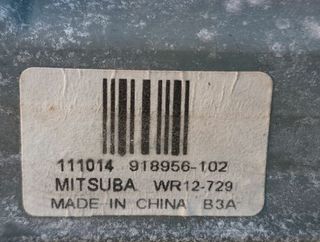 111014 918956-102
MITSUBA WR12-729
MADE IN CHINA B3A